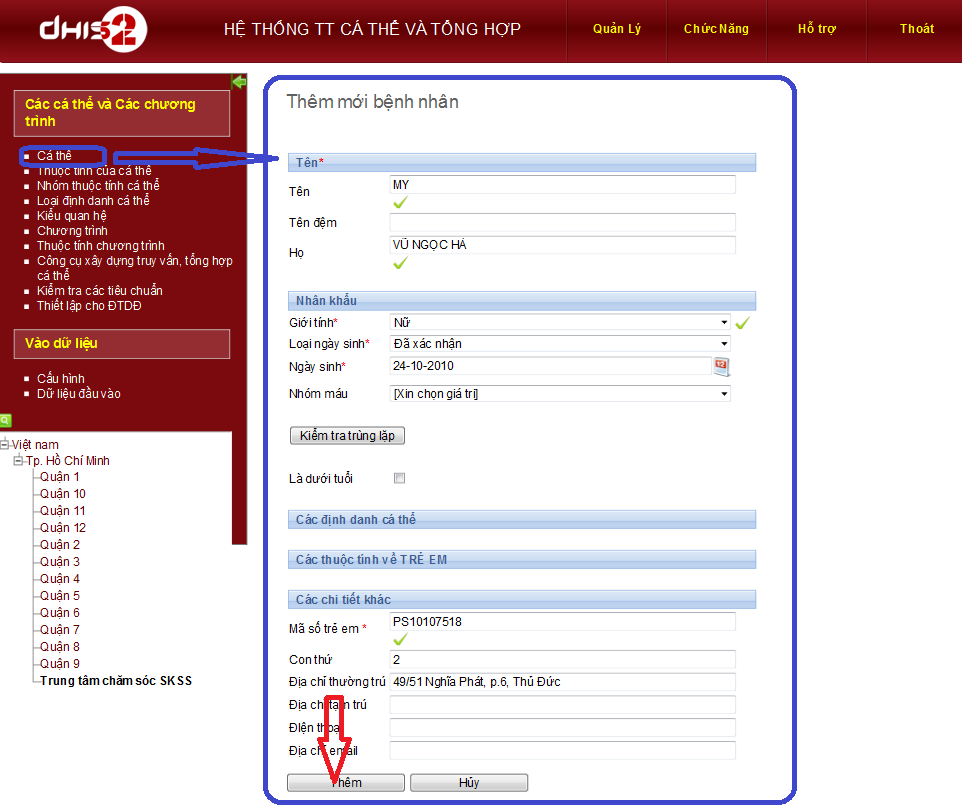 dHIS2
HỆ THỐNG TT CÁ THỂ VÀ TỔNG HỢP
Quản Lý
Chức Năng
Hỗ trợ
Thoát
Các cá thể và Các chương
trình
Cá thể
Thuộc tính của cá thể
Nhóm thuộc tính cá thể
Loại định danh cá thể
Kiểu quan hệ
Chương trình
Thuộc tính chương trình
Công cụ xây dựng truy vấn, tổng hợp
cá thể
Kiểm tra các tiêu chuẩn
Thiết lập cho ĐTDĐ
Vào dữ liệu
Cấu hình
Dữ liệu đầu vào
Việt nam
Tp. Hồ Chí Minh
Quận 1
Quận 10
Quận 11
Quận 12
Quận 2
Quận 3
Quận 4
Quận 5
Quận 6
Quận 7
Quận 8
Quận 9
Trung tâm chăm sóc SKSS
Thêm mới bệnh nhân
Tên*
Tên MY
Tên đệm
Họ VŨ NGỌC HÀ
Nhân khẩu
Giới tính* Nữ
Loại ngày sinh* Đã xác nhận
Ngày sinh* 24-10-2010
12
Nhóm máu [Xin chọn giá trị]
Kiểm tra trùng lặp
Là dưới tuổi
Các định danh cá thể
Các thuộc tính về TRẺ EM
Các chi tiết khác
Mã số trẻ em * PS10107518
Con thứ 2
Địa chỉ thường trú 49/51 Nghĩa Phát, p.6, Thủ Đức
Địa chỉ tạm trú
Điện thoại
Địa chỉ email
Thêm Hủy